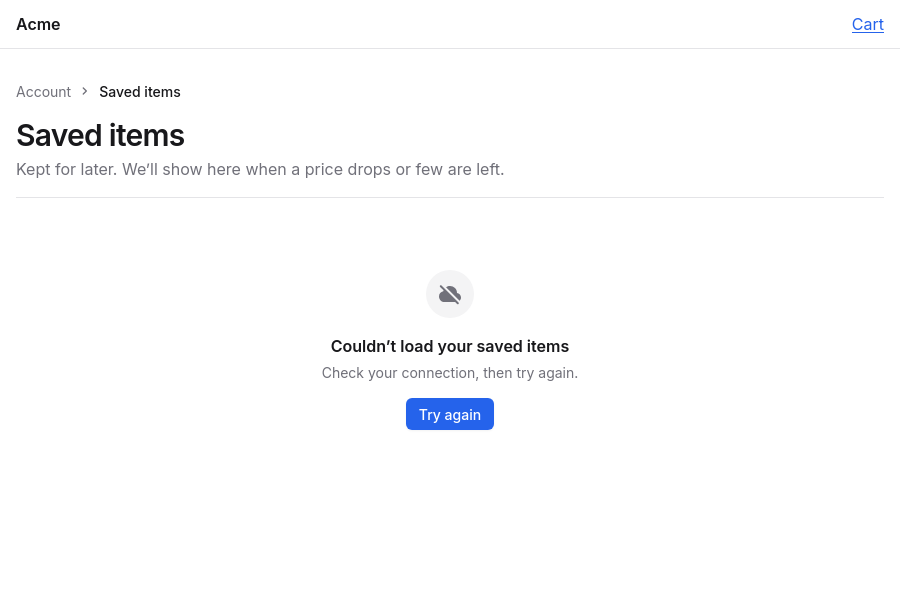 Acme
Cart
Account
Saved items
Saved items
Kept for later. We’ll show here when a price drops or few are left.
Couldn’t load your saved items
Check your connection, then try again.
Try again